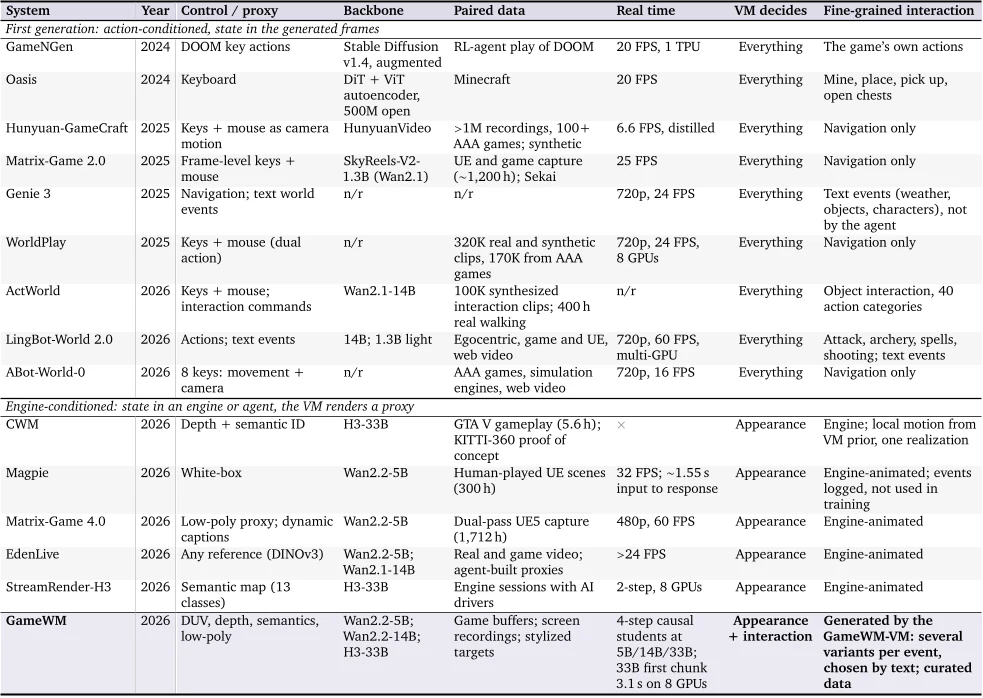 System Year Control / proxy Backbone Paired data Real time VM decides Fine-grained interaction
First generation: action-conditioned, state in the generated frames
GameNGen 2024 DOOM key actions Stable Diffusion RL-agent play of DOOM 20 FPS, 1 TPU Everything The game's own actions
v1.4, augmented
Oasis 2024 Keyboard DiT + ViT Minecraft 20 FPS Everything Mine, place, pick up,
autoencoder, open chests
500M open
Hunyuan-GameCraft 2025 Keys + mouse as camera HunyuanVideo >1M recordings, 100+ 6.6 FPS, distilled Everything Navigation only
motion AAA games; synthetic
Matrix-Game 2.0 2025 Frame-level keys + SkyReels-V2- UE and game capture 25 FPS Everything Navigation only
mouse 1.3B (Wan2.1) (~1,200 h); Sekai
Genie 3 2025 Navigation; text world n/r n/r 720p, 24 FPS Everything Text events (weather,
events objects, characters), not
by the agent
WorldPlay 2025 Keys + mouse (dual n/r 320K real and synthetic 720p, 24 FPS, Everything Navigation only
action) clips, 170K from AAA 8 GPUs
games
ActWorld 2026 Keys + mouse; Wan2.1-14B 100K synthesized n/r Everything Object interaction, 40
interaction commands interaction clips; 400 h action categories
real walking
LingBot-World 2.0 2026 Actions; text events 14B; 1.3B light Egocentric, game and UE, 720p, 60 FPS, Everything Attack, archery, spells,
web video multi-GPU shooting; text events
ABot-World-0 2026 8 keys: movement + n/r AAA games, simulation 720p, 16 FPS Everything Navigation only
camera engines, web video
Engine-conditioned: state in an engine or agent, the VM renders a proxy
CWM 2026 Depth + semantic ID H3-33B GTA V gameplay (5.6 h); × Appearance Engine; local motion from
KITTI-360 proof of VM prior, one realization
concept
Magpie 2026 White-box Wan2.2-5B Human-played UE scenes 32 FPS; ~1.55 s Appearance Engine-animated; events
(300 h) input to response logged, not used in
training
Matrix-Game 4.0 2026 Low-poly proxy; dynamic Wan2.2-5B Dual-pass UE5 capture 480p, 60 FPS Appearance Engine-animated
captions (1,712 h)
EdenLive 2026 Any reference (DINOv3) Wan2.2-5B; Real and game video; >24 FPS Appearance Engine-animated
Wan2.1-14B agent-built proxies
StreamRender-H3 2026 Semantic map (13 H3-33B Engine sessions with AI 2-step, 8 GPUs Appearance Engine-animated
classes) drivers
GameWM 2026 DUV, depth, semantics, Wan2.2-5B; Game buffers; screen 4-step causal Appearance Generated by the
low-poly Wan2.2-14B; recordings; stylized students at + interaction GameWM-VM: several
H3-33B targets 5B/14B/33B; variants per event,
33B first chunk chosen by text; curated
3.1 s on 8 GPUs data